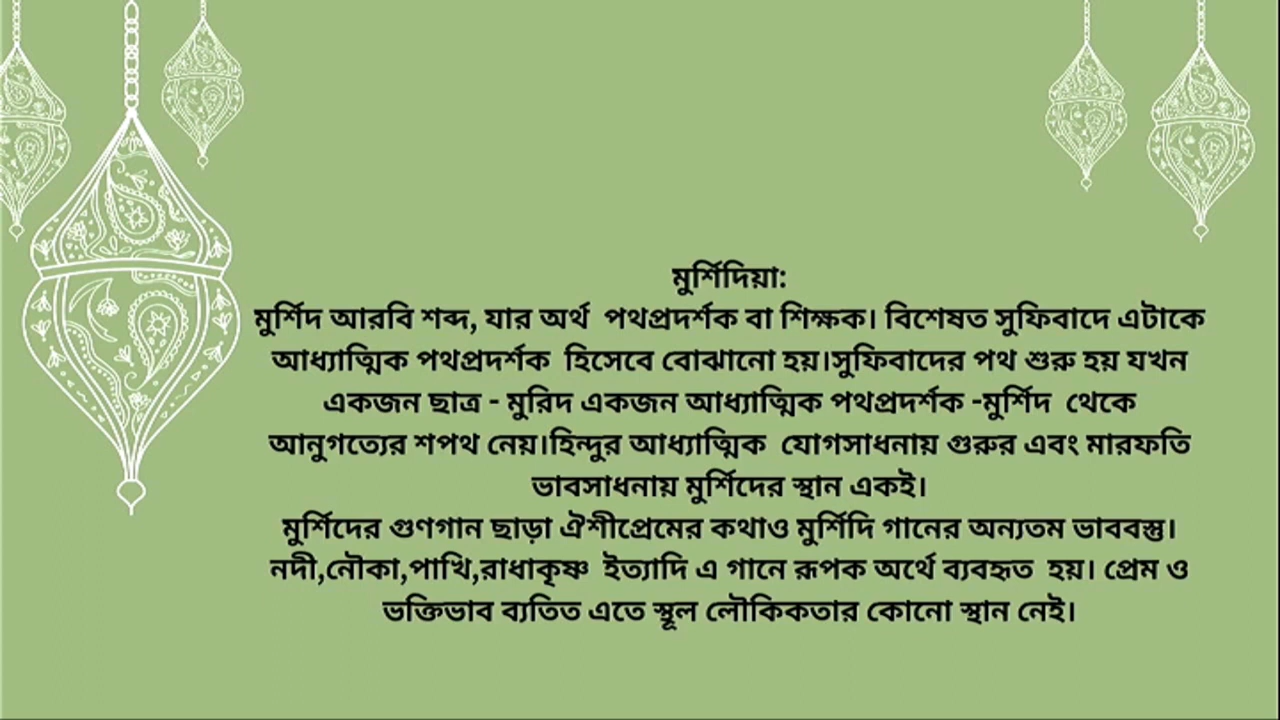 মুর্শিদিয়া:
মুর্শিদ আরবি শব্দ, যার অর্থ পথপ্রদর্শক বা শিক্ষক। বিশেষত সুফিবাদে এটাকে
আধ্যাত্মিক পথপ্রদর্শক হিসেবে বোঝানো হয়।সুফিবাদের পথ শুরু হয় যখন
একজন ছাত্র - মুরিদ একজন আধ্যাত্মিক পথপ্রদর্শক -মুর্শিদ থেকে
আনুগত্যের শপথ নেয়।হিন্দুর আধ্যাত্মিক যোগসাধনায় গুরুর এবং মারফতি
ভাবসাধনায় মুর্শিদের স্থান একই।
মুর্শিদের গুণগান ছাড়া ঐশীপ্রেমের কথাও মুর্শিদি গানের অন্যতম ভাববস্তু।
নদী,নৌকা,পাখি,রাধাকৃষ্ণ ইত্যাদি এ গানে রূপক অর্থে ব্যবহৃত হয়। প্রেম ও
ভক্তিভাব ব্যতিত এতে স্থূল লৌকিকতার কোনো স্থান নেই।